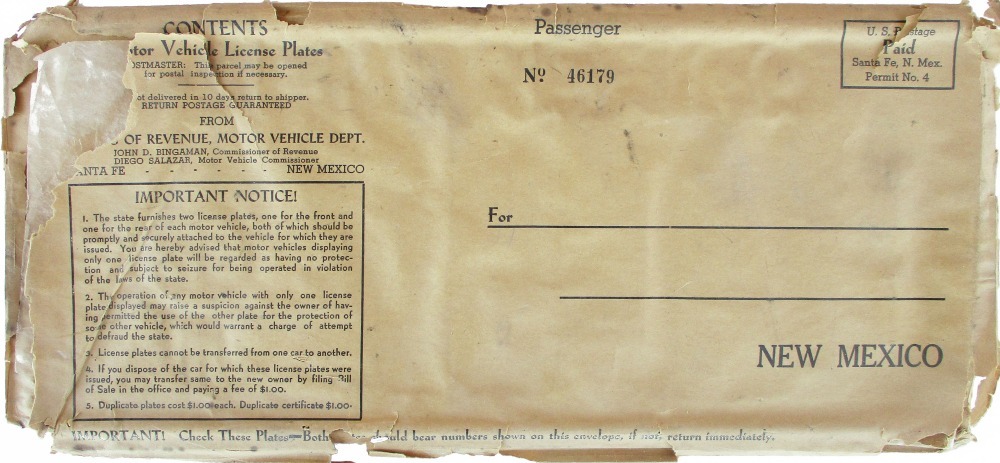 CONTENTS
tor Vehicle License Plates
OSTMASTER: This parcel may be opened
for postal inspection if necessary.
ot delivered in 10 days return to shipper.
RETURN POSTAGE GUARANTEED
FROM
OF REVENUE, MOTOR VEHICLE DEPT.
JOHN D. BINGAMAN, Commissioner of Revenue
DIEGO SALAZAR, Motor Vehicle Commissioner
ANTA FE - - - - - - NEW MEXICO
IMPORTANT NOTICE!
1. The state furnishes two license plates, one for the front and
one for the rear of each motor vehicle, both of which should be
promptly and securely attached to the vehicle for which they are
issued. You are hereby advised that motor vehicles displaying
only one license plate will be regarded as having no protec-
tion and subject to seizure for being operated in violation
of the laws of the state.
2. The operation of any motor vehicle with only one license
plate displayed may raise a suspicion against the owner of hav-
ing permitted the use of the other plate for the protection of
some other vehicle, which would warrant a charge of attempt
to defraud the state.
3. License plates cannot be transferred from one car to another.
4. If you dispose of the car for which these license plates were
issued, you may transfer same to the new owner by filing Bill
of Sale in the office and paying a fee of $1.00.
5. Duplicate plates cost $1.00 each. Duplicate certificate $1.00.
Passenger
Nº 46179
U. S. Postage
Paid
Santa Fe, N. Mex.
Permit No. 4
For
NEW MEXICO
IMPORTANT! Check These Plates—Both should bear numbers shown on this envelope, if not, return immediately.